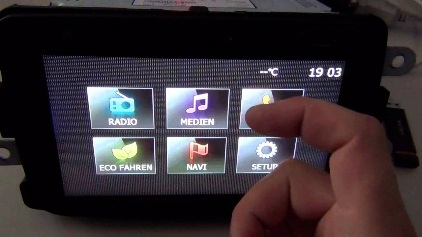 --°C 19 03
RADIO MEDIEN
ECO FAHREN NAVI SETUP